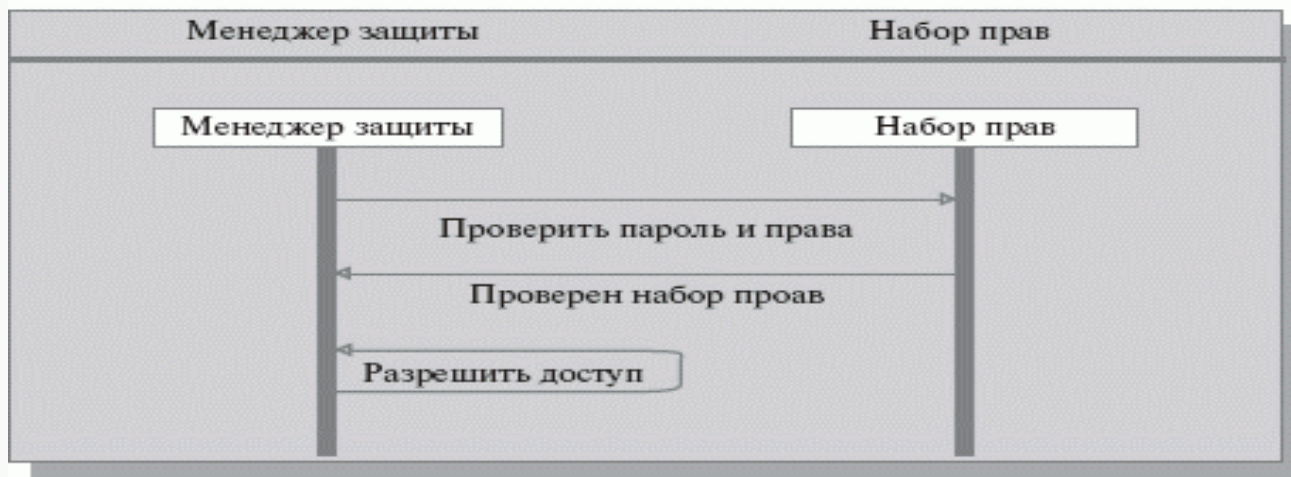 Менеджер защиты Набор прав
Менеджер защиты Набор прав
Проверить пароль и права
Проверен набор проав
Разрешить доступ